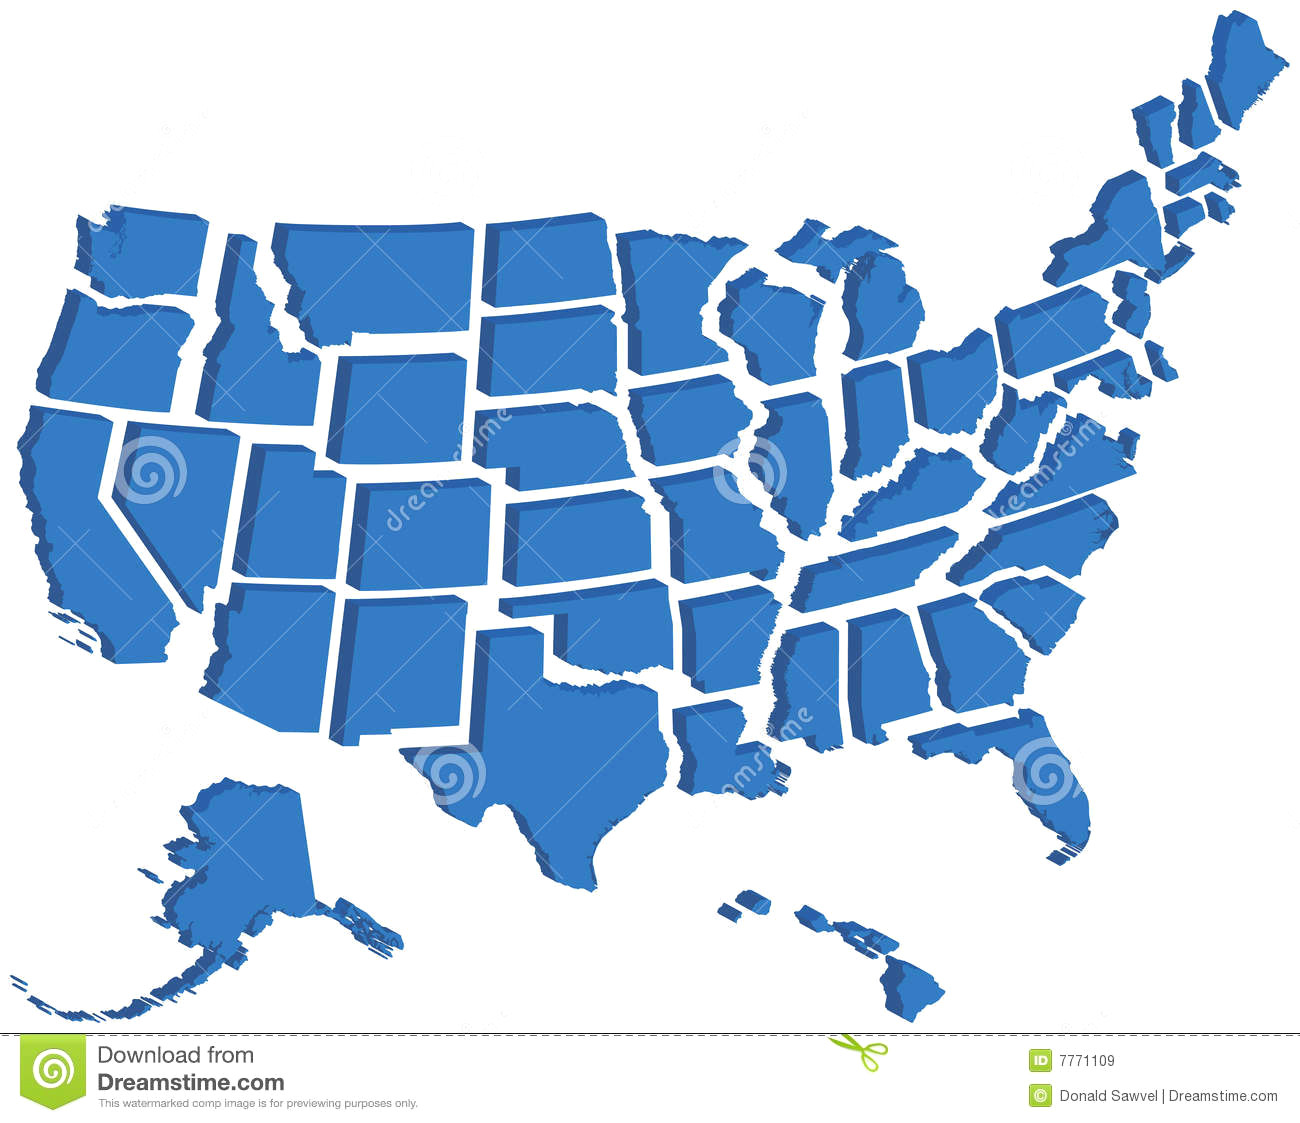 dreamstime
dreamstime
dreamstime
Download from
Dreamstime.com
This watermarked comp image is for previewing purposes only.
ID 7771109
© Donald Sawvel | Dreamstime.com